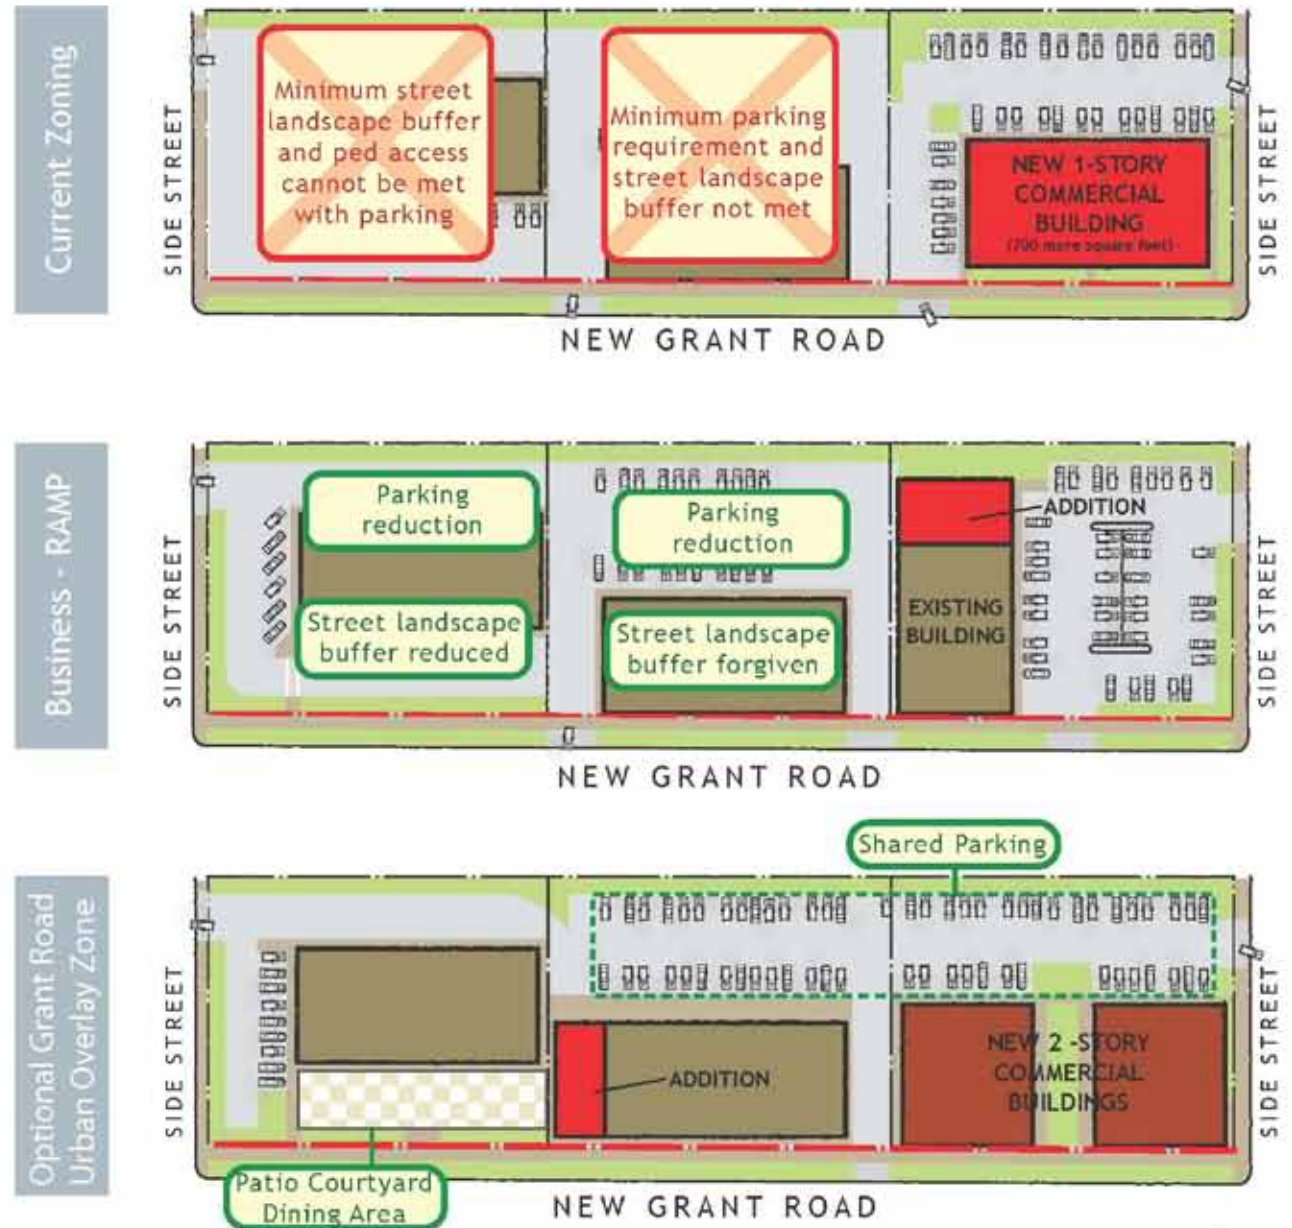 Current Zoning
SIDE STREET
Minimum street
landscape buffer
and ped access
cannot be met
with parking
Minimum parking
requirement and
street landscape
buffer not met
NEW 1-STORY
COMMERCIAL
BUILDING
(700 more square feet)
SIDE STREET
NEW GRANT ROAD
Business - RAMP
SIDE STREET
Parking
reduction
Street landscape
buffer reduced
Parking
reduction
Street landscape
buffer forgiven
ADDITION
EXISTING
BUILDING
SIDE STREET
NEW GRANT ROAD
Optional Grant Road
Urban Overlay Zone
Shared Parking
SIDE STREET
ADDITION
NEW 2 -STORY
COMMERCIAL
BUILDINGS
SIDE STREET
Patio Courtyard
Dining Area
NEW GRANT ROAD